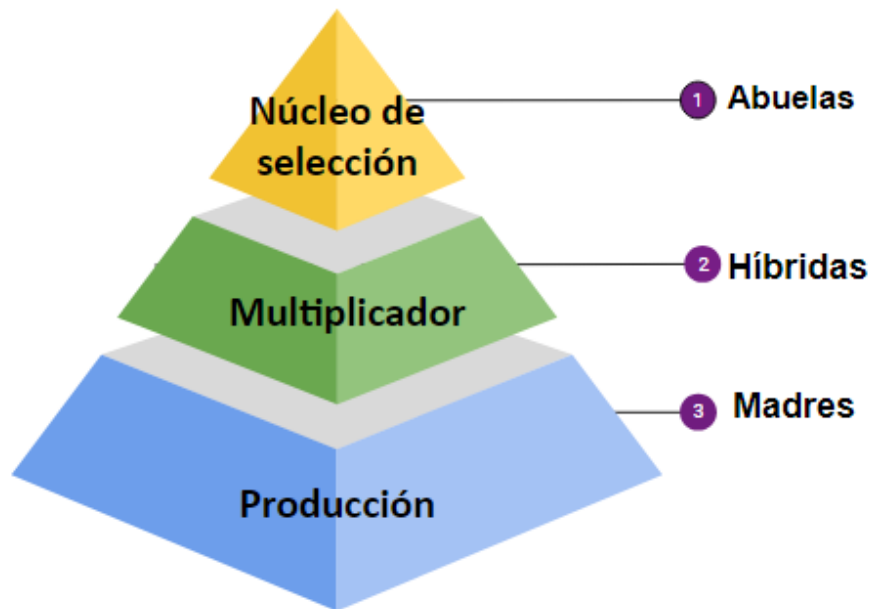 Núcleo de
selección
1 Abuelas
Multiplicador
2 Híbridas
Producción
3 Madres